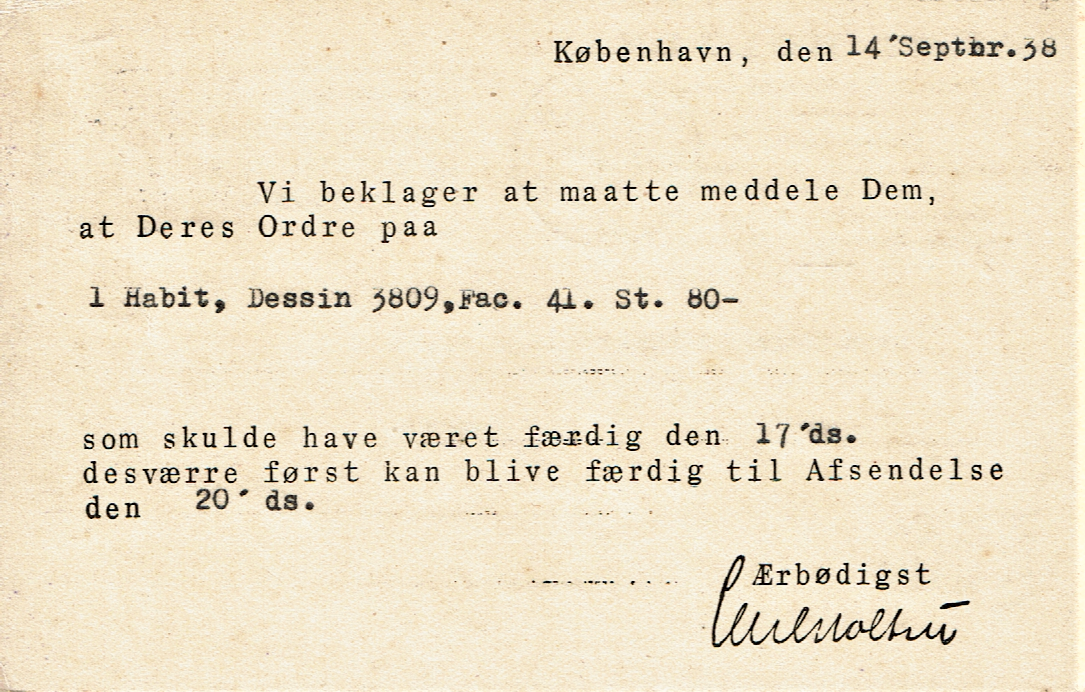 København, den 14´Septbr.38
Vi beklager at maatte meddele Dem,
at Deres Ordre paa
1 Habit, Dessin 3809,Fac. 41. St. 80-
som skulde have været færdig den 17´ds.
desværre først kan blive færdig til Afsendelse
den 20´ ds.
Ærbødigst